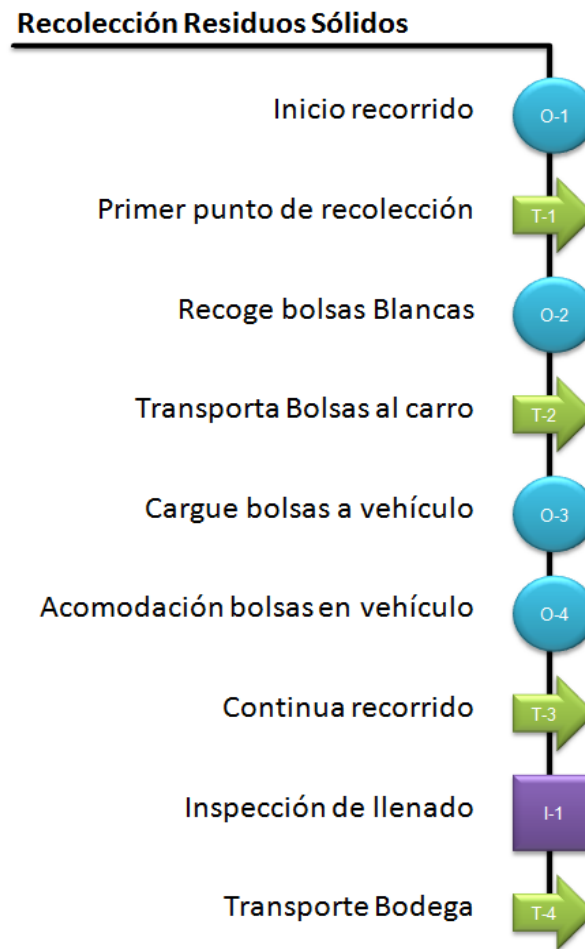 Recolección Residuos Sólidos
Inicio recorrido O-1
Primer punto de recolección T-1
Recoge bolsas Blancas O-2
Transporta Bolsas al carro T-2
Cargue bolsas a vehículo O-3
Acomodación bolsas en vehículo O-4
Continua recorrido T-3
Inspección de llenado I-1
Transporte Bodega T-4